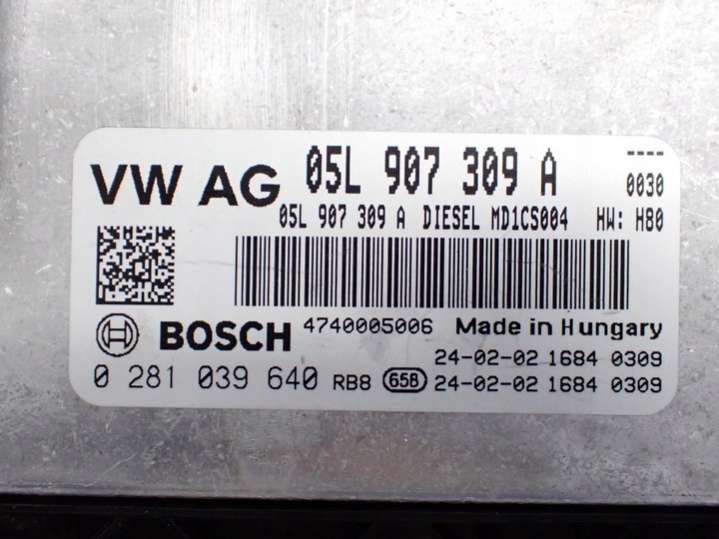 VW AG 05L 907 309 A ----
0030
05L 907 309 A DIESEL MD1CS004 HW: H80
BOSCH 4740005006 Made in Hungary
24-02-02 1684 0309
0 281 039 640 RB8 65B 24-02-02 1684 0309